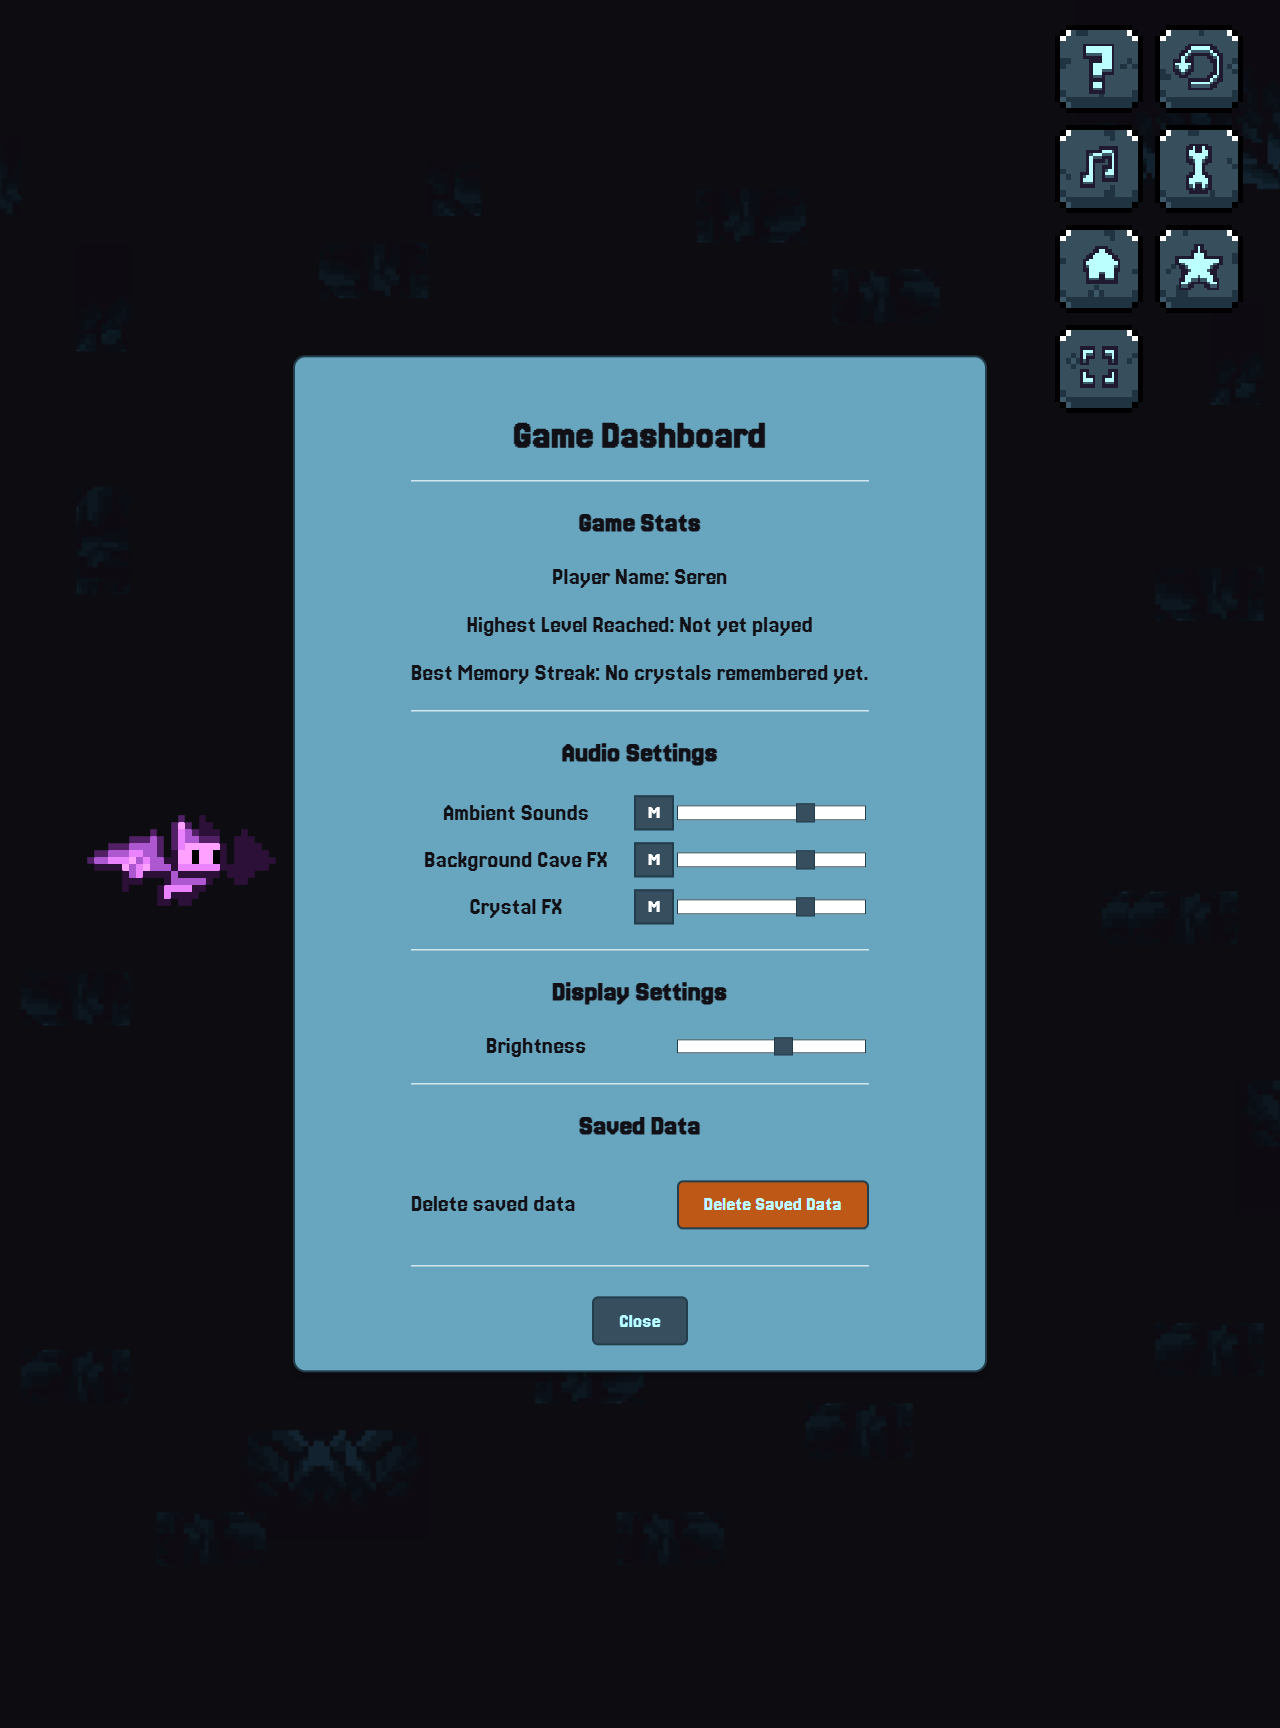 Game Dashboard
Game Stats
Player Name: Seren
Highest Level Reached: Not yet played
Best Memory Streak: No crystals remembered yet.
Audio Settings
Ambient Sounds M
Background Cave FX M
Crystal FX M
Display Settings
Brightness
Saved Data
Delete saved data Delete Saved Data
Close